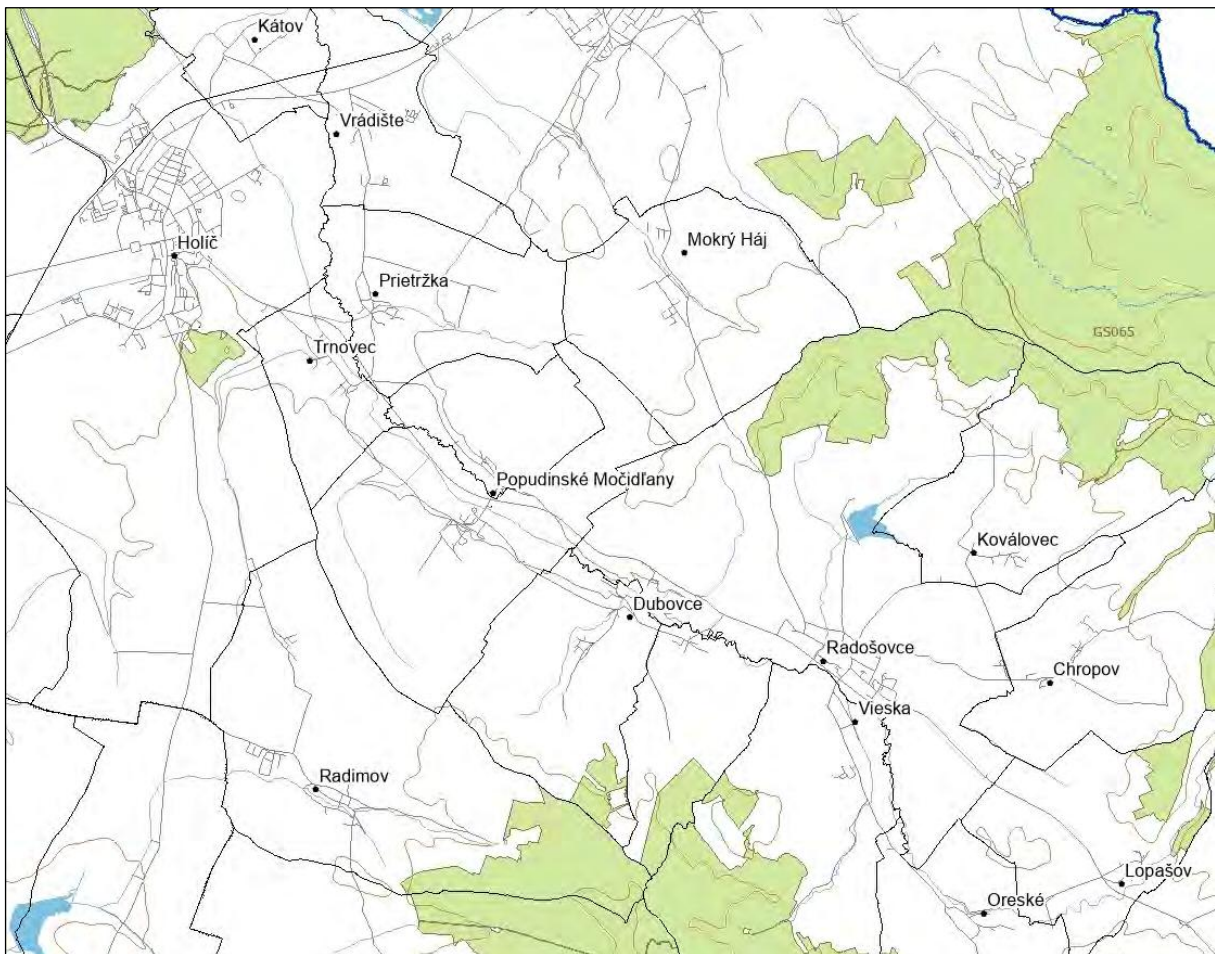 Kátov
Vrádište
Holíč
Mokrý Háj
Prietržka
GS065
Trnovec
Popudinské Močidľany
Koválovec
Dubovce
Radošovce
Chropov
Vieska
Radimov
Lopašov
Oreské